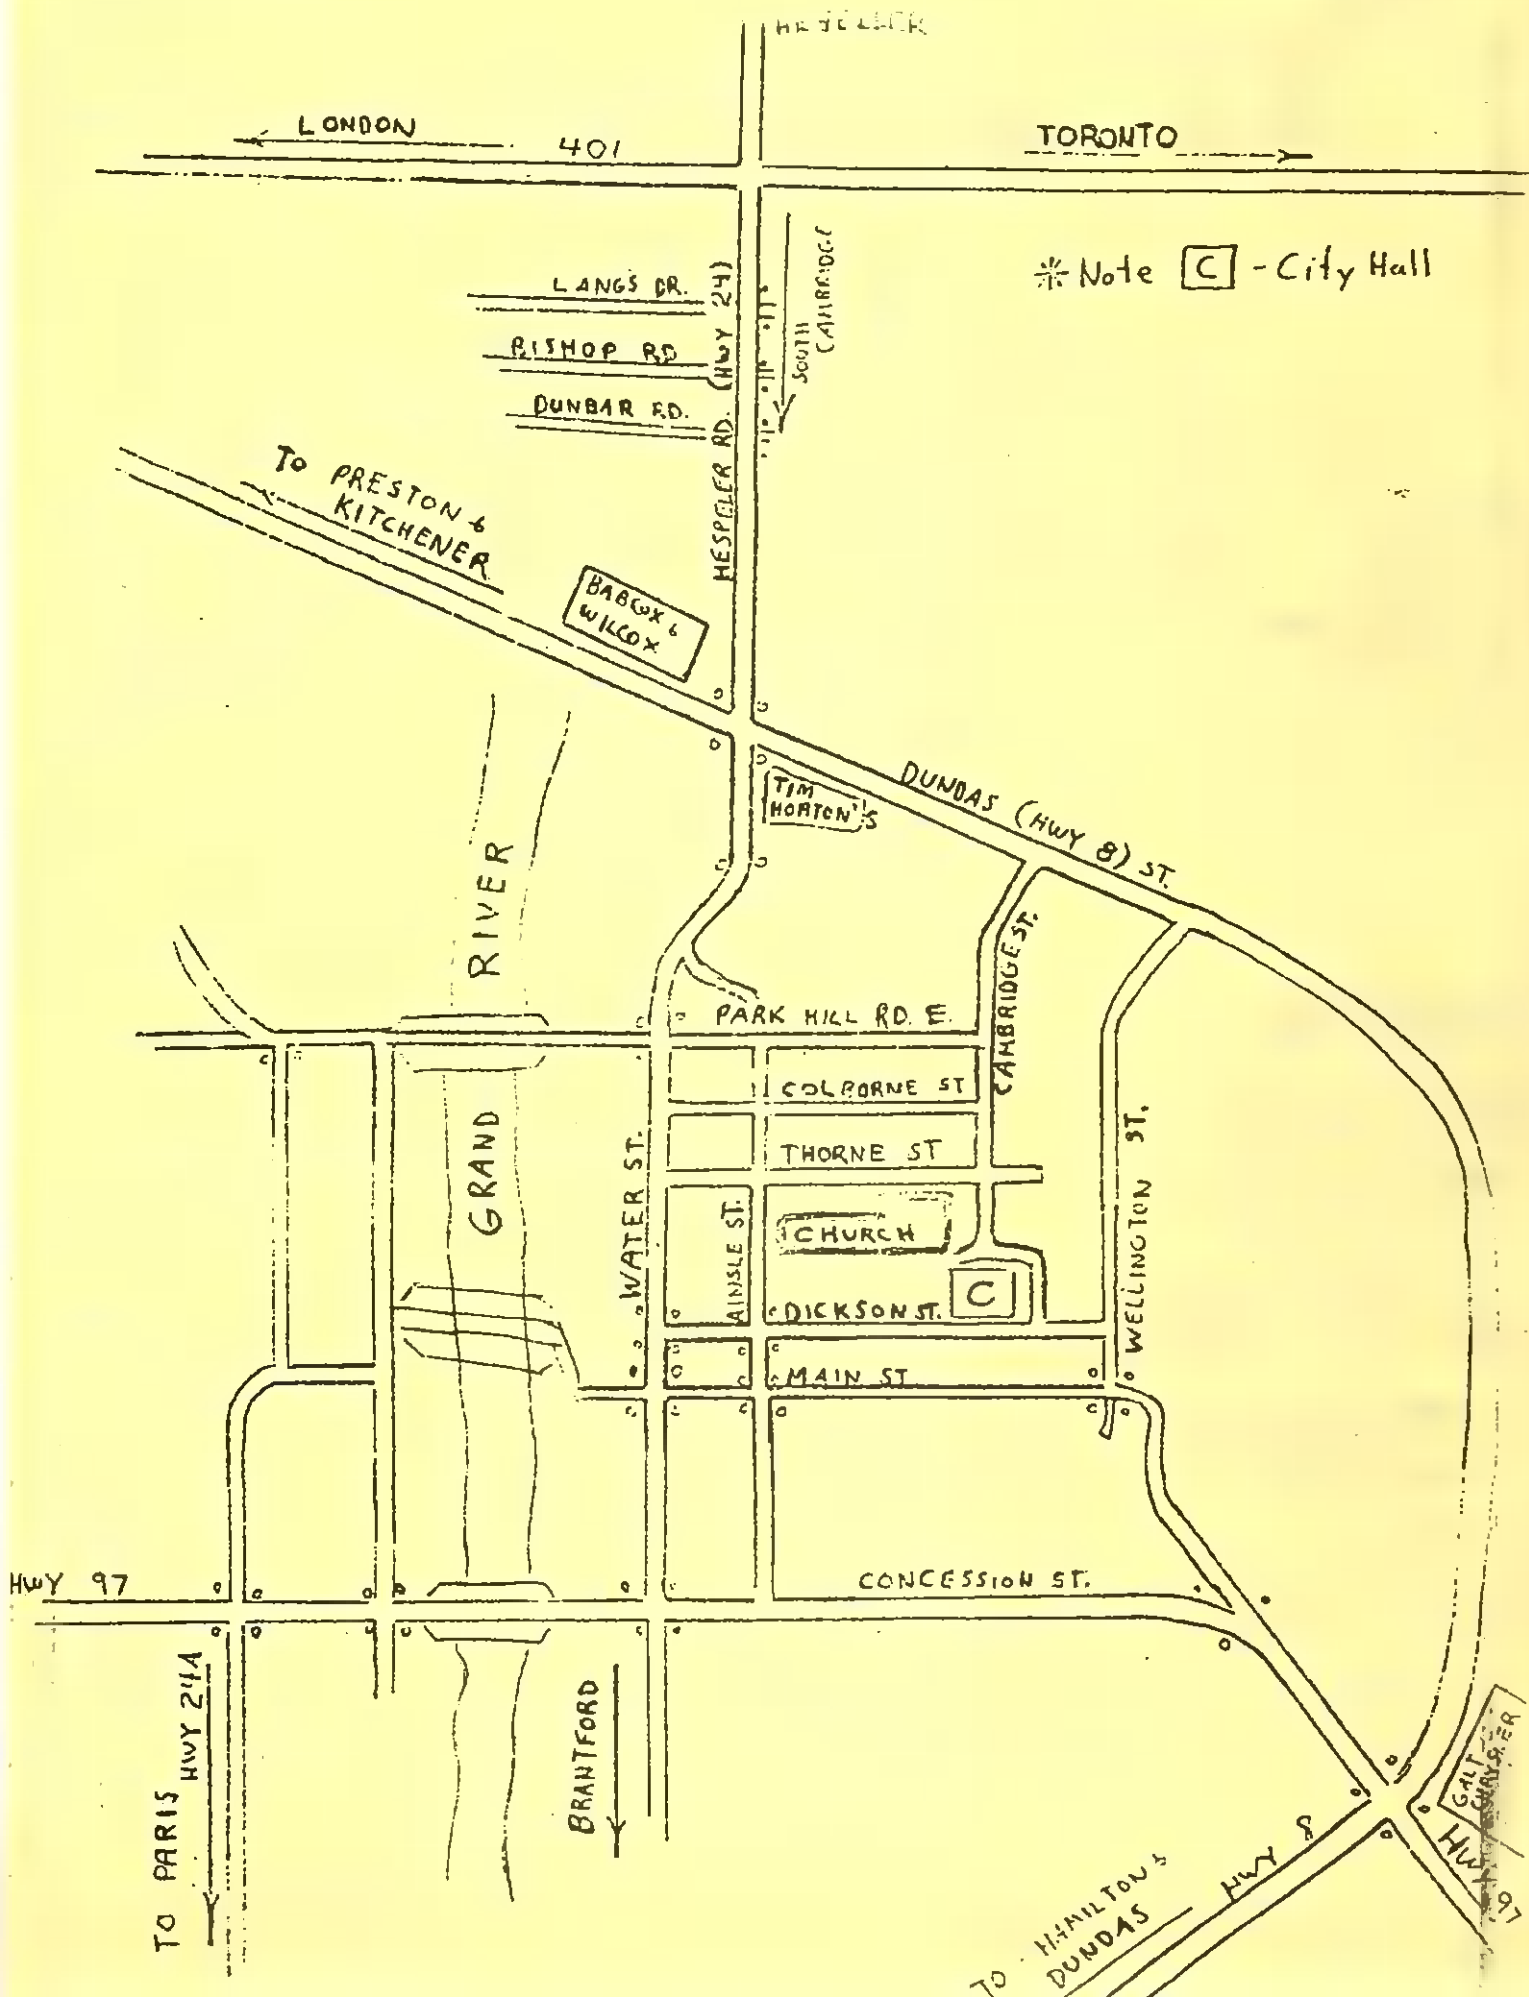 HESPELER
LONDON
401
TORONTO
* Note [C] - City Hall
LANGS DR.
BISHOP RD
DUNBAR RD.
HESPELER RD. (HWY 24)
SOUTH
CAMBRIDGE
To PRESTON &
KITCHENER
BABCOX &
WILCOX
TIM
HORTON'S
DUNDAS (HWY 8) ST.
GRAND RIVER
PARK HILL RD. E.
CAMBRIDGE ST.
COLBORNE ST
THORNE ST
WATER ST.
AINSLE ST.
CHURCH
C
DICKSON ST.
WELLINGTON ST.
MAIN ST
HWY 97
CONCESSION ST.
TO PARIS HWY 24A
BRANTFORD
GALT
CHRYSLER
HWY 97
HWY 8
TO HAMILTON &
DUNDAS